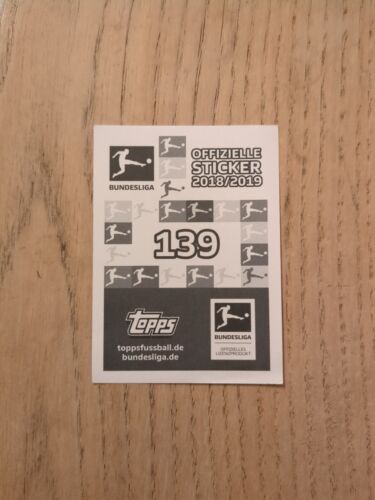 BUNDESLIGA
OFFIZIELLE
STICKER
2018/2019
139
topps
toppsfussball.de
bundesliga.de
BUNDESLIGA
OFFIZIELLES
LIZENZPRODUKT